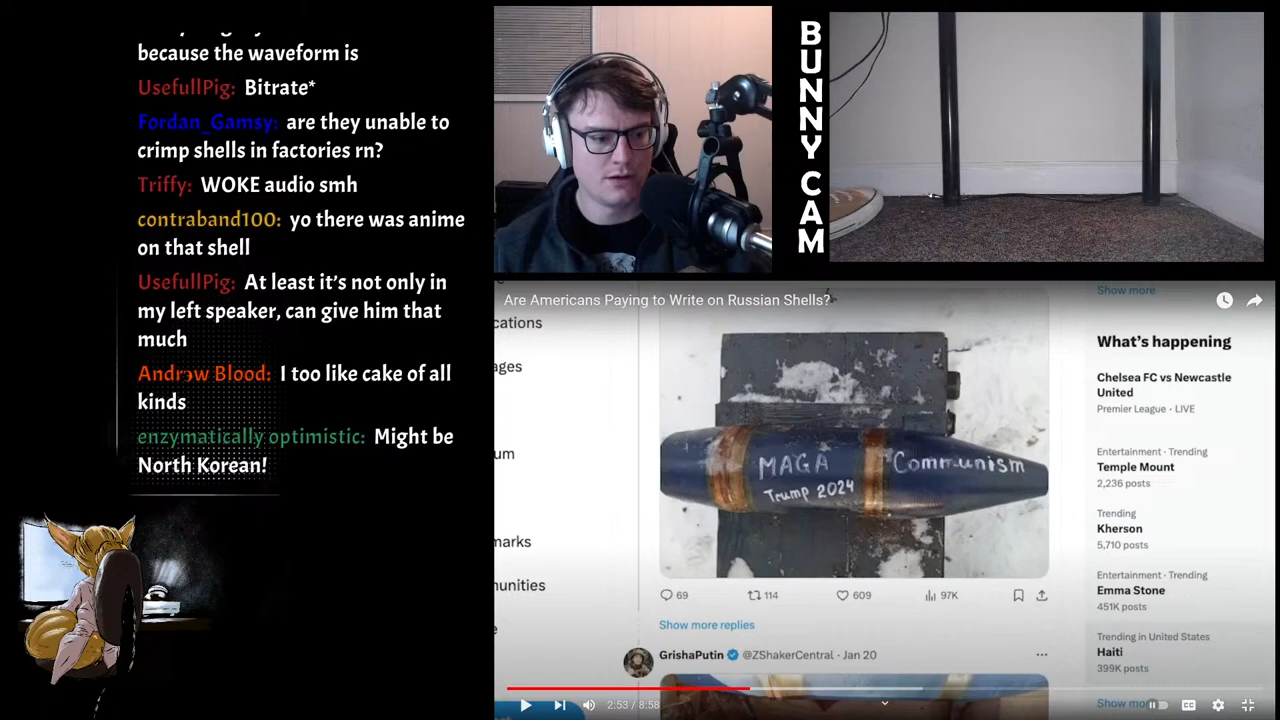 because the waveform is
UsefullPig: Bitrate*
Fordan_Gamsy: are they unable to
crimp shells in factories rn?
Triffy: WOKE audio smh
contraband100: yo there was anime
on that shell
UsefullPig: At least it's not only in
my left speaker, can give him that
much
Andrew Blood: I too like cake of all
kinds
enzymatically optimistic: Might be
North Korean!
BUNNY CAM
Are Americans Paying to Write on Russian Shells?
cations
ages
um
marks
nunities
MAGA
Trump 2024
Communism
69 114 609 97K
Show more replies
GrishaPutin @ZShakerCentral · Jan 20
Show more
What's happening
Chelsea FC vs Newcastle
United
Premier League · LIVE
Entertainment · Trending
Temple Mount
2,236 posts
Trending
Kherson
5,710 posts
Entertainment · Trending
Emma Stone
451K posts
Trending in United States
Haiti
399K posts
2:53 / 8:58
CC